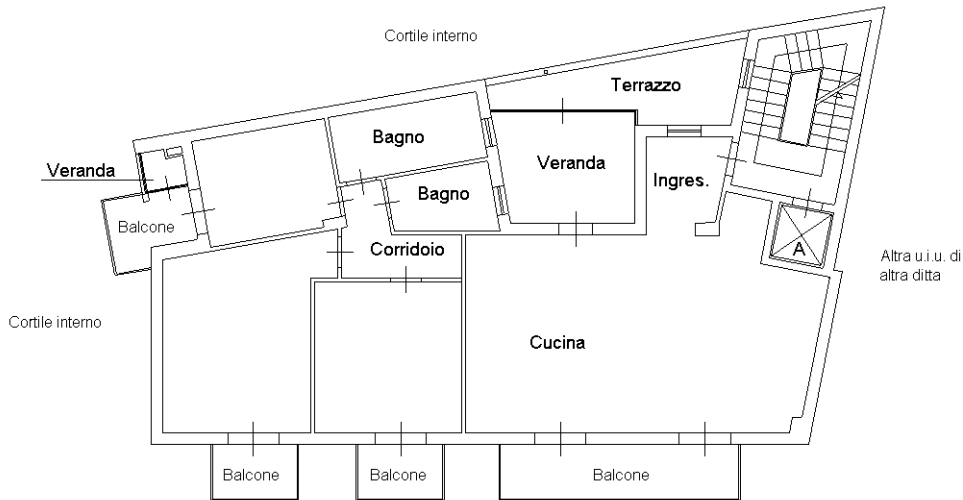 Cortile interno
Terrazzo
Bagno
Veranda
Veranda
Ingres.
Bagno
Balcone
Corridoio
A
Altra u.i.u. di
altra ditta
Cortile interno
Cucina
Balcone
Balcone
Balcone